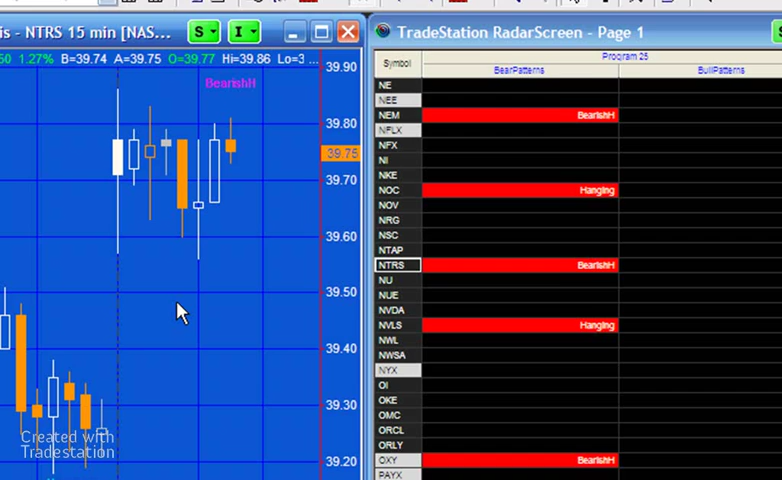 is - NTRS 15 min [NAS...
S
I
50 1.27% B=39.74 A=39.75 O=39.77 Hi=39.86 Lo=3 ...
BearishH
39.90
39.80
39.75
39.70
39.60
39.50
39.40
39.30
39.20
Created with
Tradestation
TradeStation RadarScreen - Page 1
S
Symbol
Program 25
BearPatterns BullPatterns
NE
NEE
NEM BearishH
NFLX
NFX
NI
NKE
NOC Hanging
NOV
NRG
NSC
NTAP
NTRS BearishH
NU
NUE
NVDA
NVLS Hanging
NWL
NWSA
NYX
OI
OKE
OMC
ORCL
ORLY
OXY BearishH
PAYX